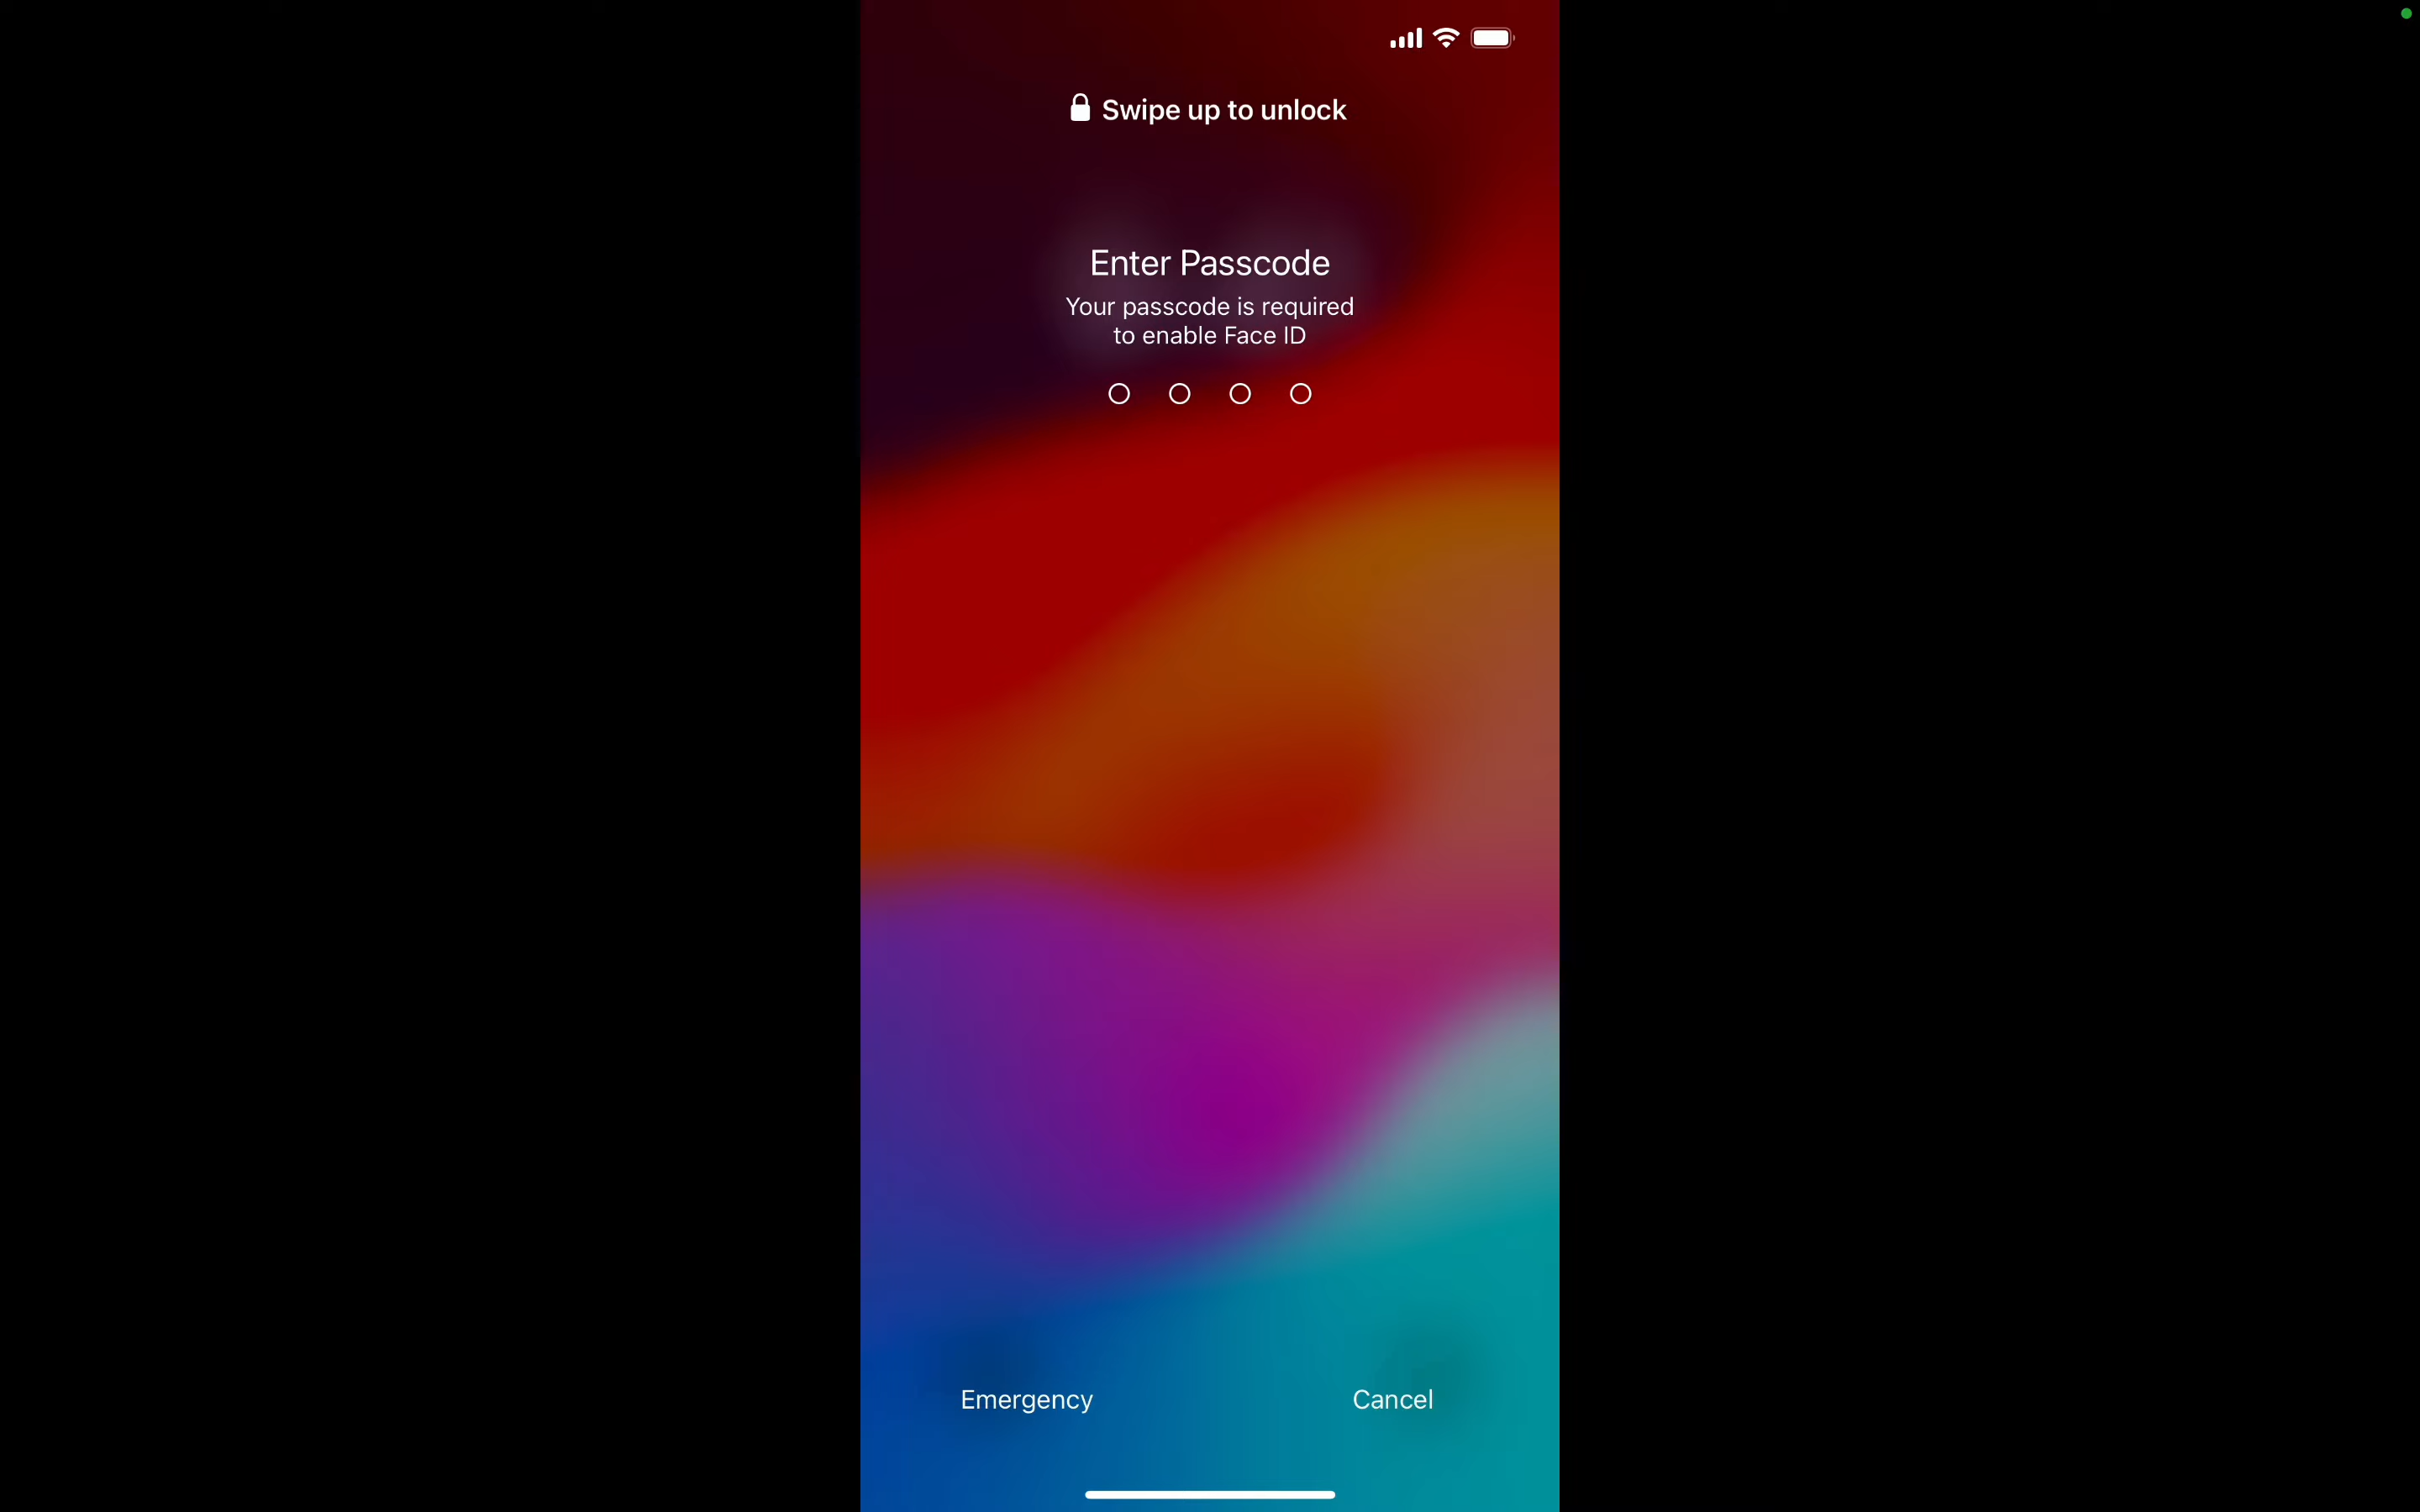 Swipe up to unlock
Enter Passcode
Your passcode is required
to enable Face ID
Emergency
Cancel